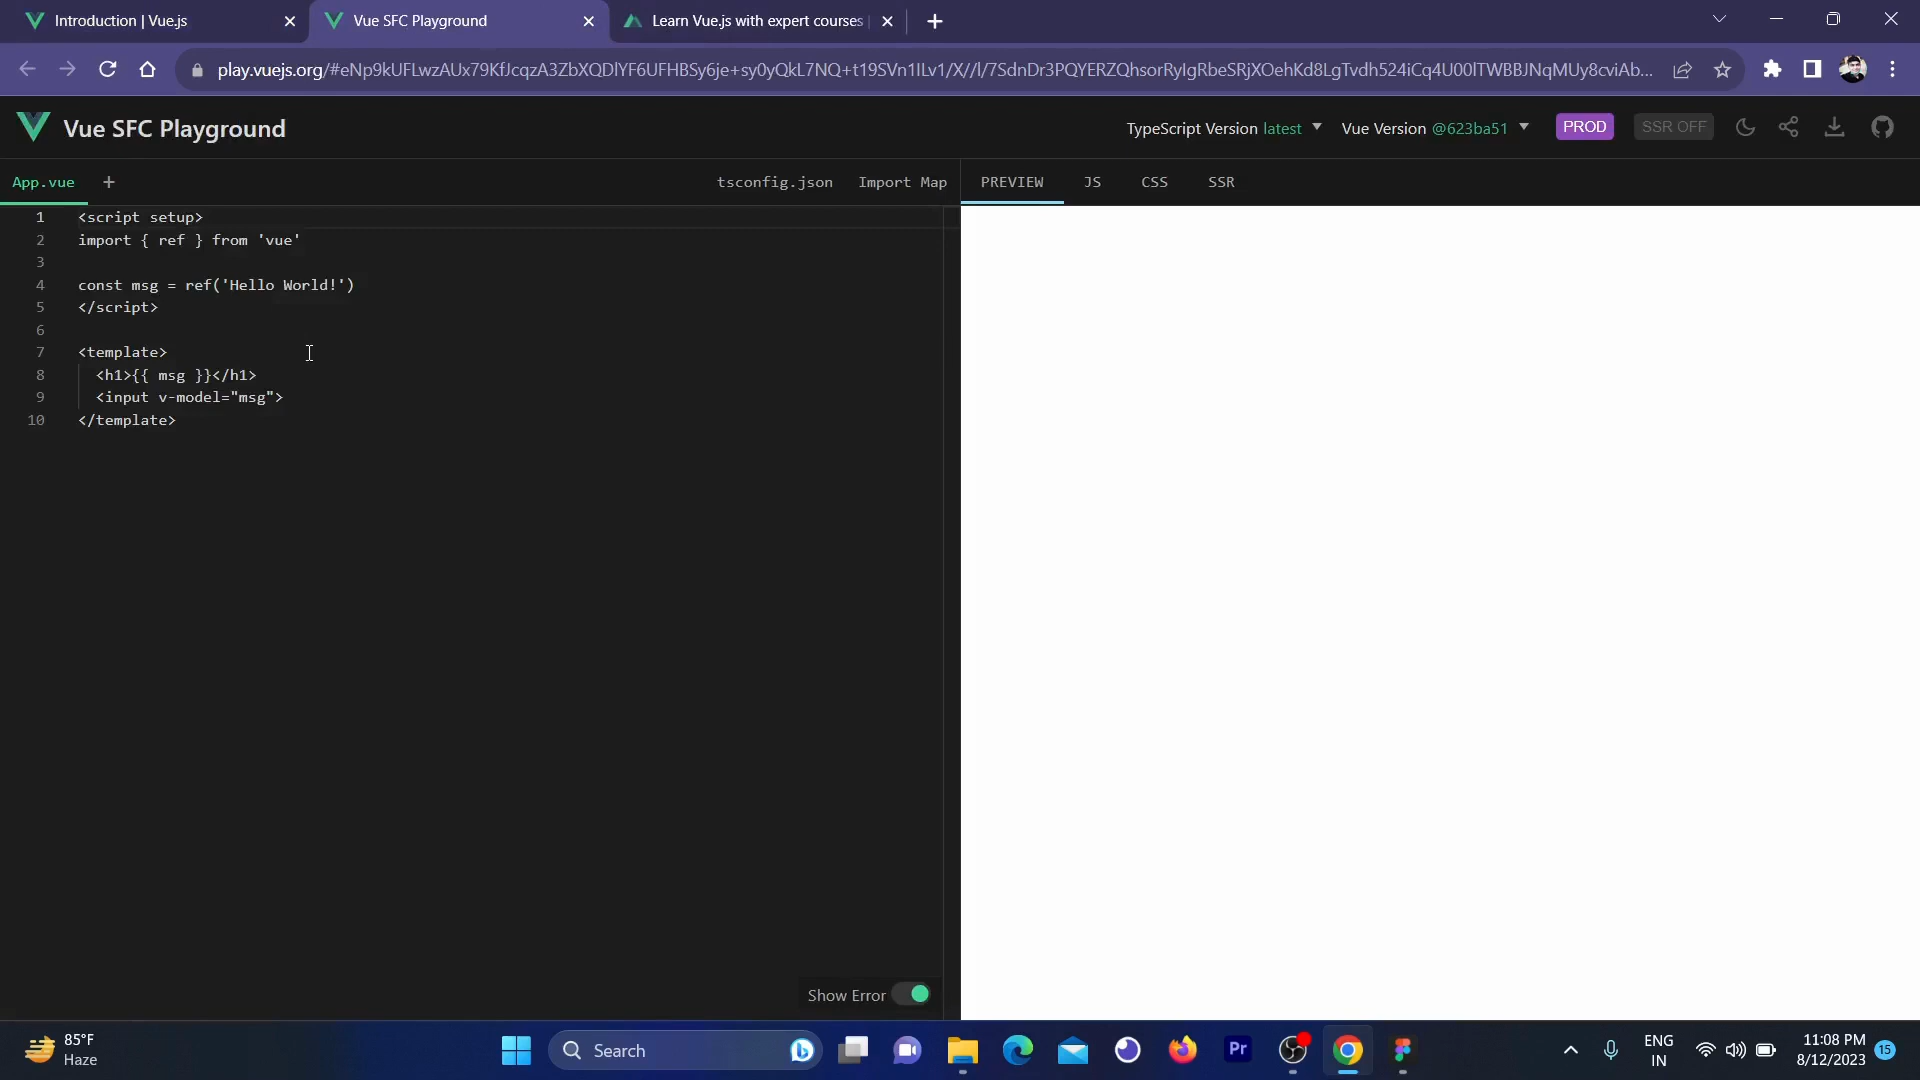 Introduction | Vue.js
Vue SFC Playground
Learn Vue.js with expert courses
play.vuejs.org/#eNp9kUFLwzAUx79KfJcqzA3ZbXQDlYF6UFHBSy6je+sy0yQkL7NQ+t19SVn1ILv1/X//l/7SdnDr3PQYERZQhsorRylgRbeSRjXOehKd8LgTvdh524iCq4U00lTWBBJNqMUy8cviAb...
Vue SFC Playground
TypeScript Version latest
Vue Version @623ba51
PROD
SSR OFF
App.vue
+
tsconfig.json
Import Map
PREVIEW
JS
CSS
SSR
1 <script setup>
2 import { ref } from 'vue'
3
4 const msg = ref('Hello World!')
5 </script>
6
7 <template>
8 <h1>{{ msg }}</h1>
9 <input v-model="msg">
10 </template>
Show Error
85°F
Haze
Search
Pr
ENG
IN
11:08 PM
8/12/2023
15